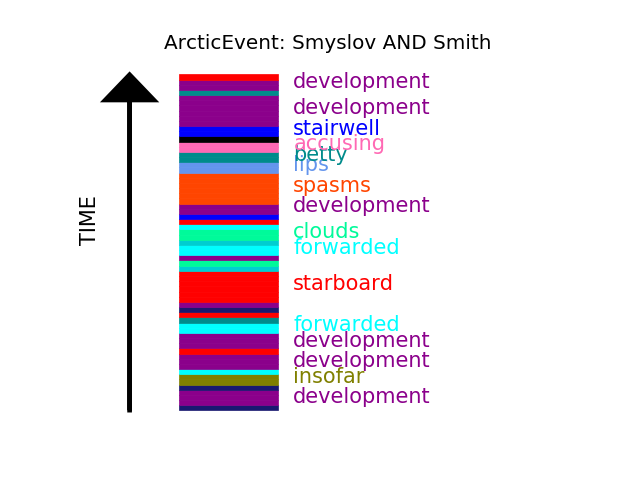 ArcticEvent: Smyslov AND Smith
development
development
stairwell
accusing
betty
lips
spasms
development
clouds
forwarded
starboard
forwarded
development
development
insofar
development
TIME